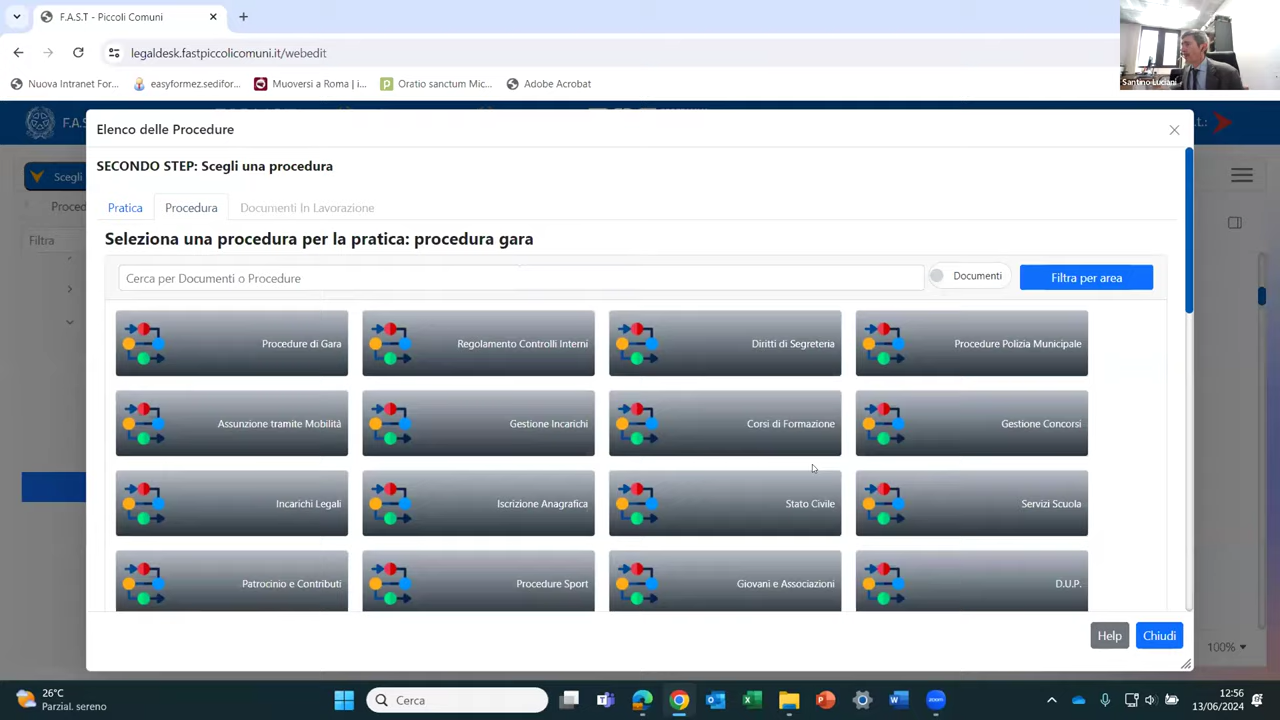 F.A.S.T - Piccoli Comuni
legaldesk.fastpiccolicomuni.it/webedit
Nuova Intranet For...
easyformez.sedifor...
Muoversi a Roma | i...
Oratio sanctum Mic...
Adobe Acrobat
Santino Luciani
F.A.S
t.:
Elenco delle Procedure
SECONDO STEP: Scegli una procedura
Scegli
Pratica
Procedura
Documenti In Lavorazione
Proced
Seleziona una procedura per la pratica: procedura gara
Filtra
Cerca per Documenti o Procedure
Documenti
Filtra per area
Procedure di Gara
Regolamento Controlli Interni
Diritti di Segreteria
Procedure Polizia Municipale
Assunzione tramite Mobilità
Gestione Incarichi
Corsi di Formazione
Gestione Concorsi
Incarichi Legali
Iscrizione Anagrafica
Stato Civile
Servizi Scuola
Patrocinio e Contributi
Procedure Sport
Giovani e Associazioni
D.U.P.
Help
Chiudi
100%
26°C
Parzial. sereno
Cerca
12:56
13/06/2024